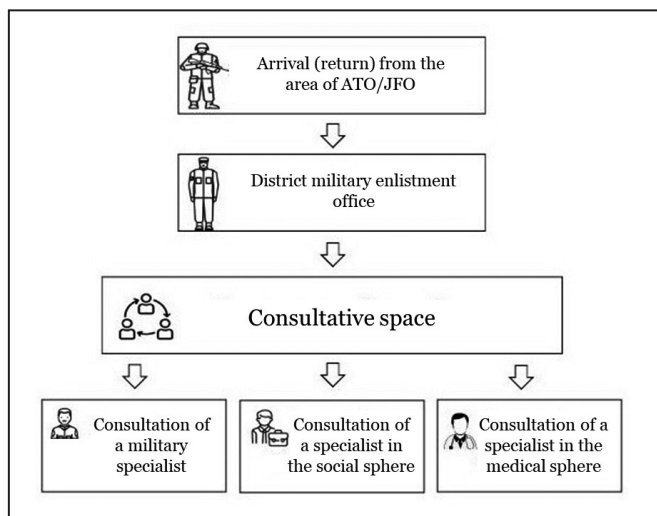 Arrival (return) from the
area of ATO/JFO
District military enlistment
office
Consultative space
Consultation of
a military
specialist
Consultation of
a specialist in
the social sphere
Consultation of a
specialist in the
medical sphere